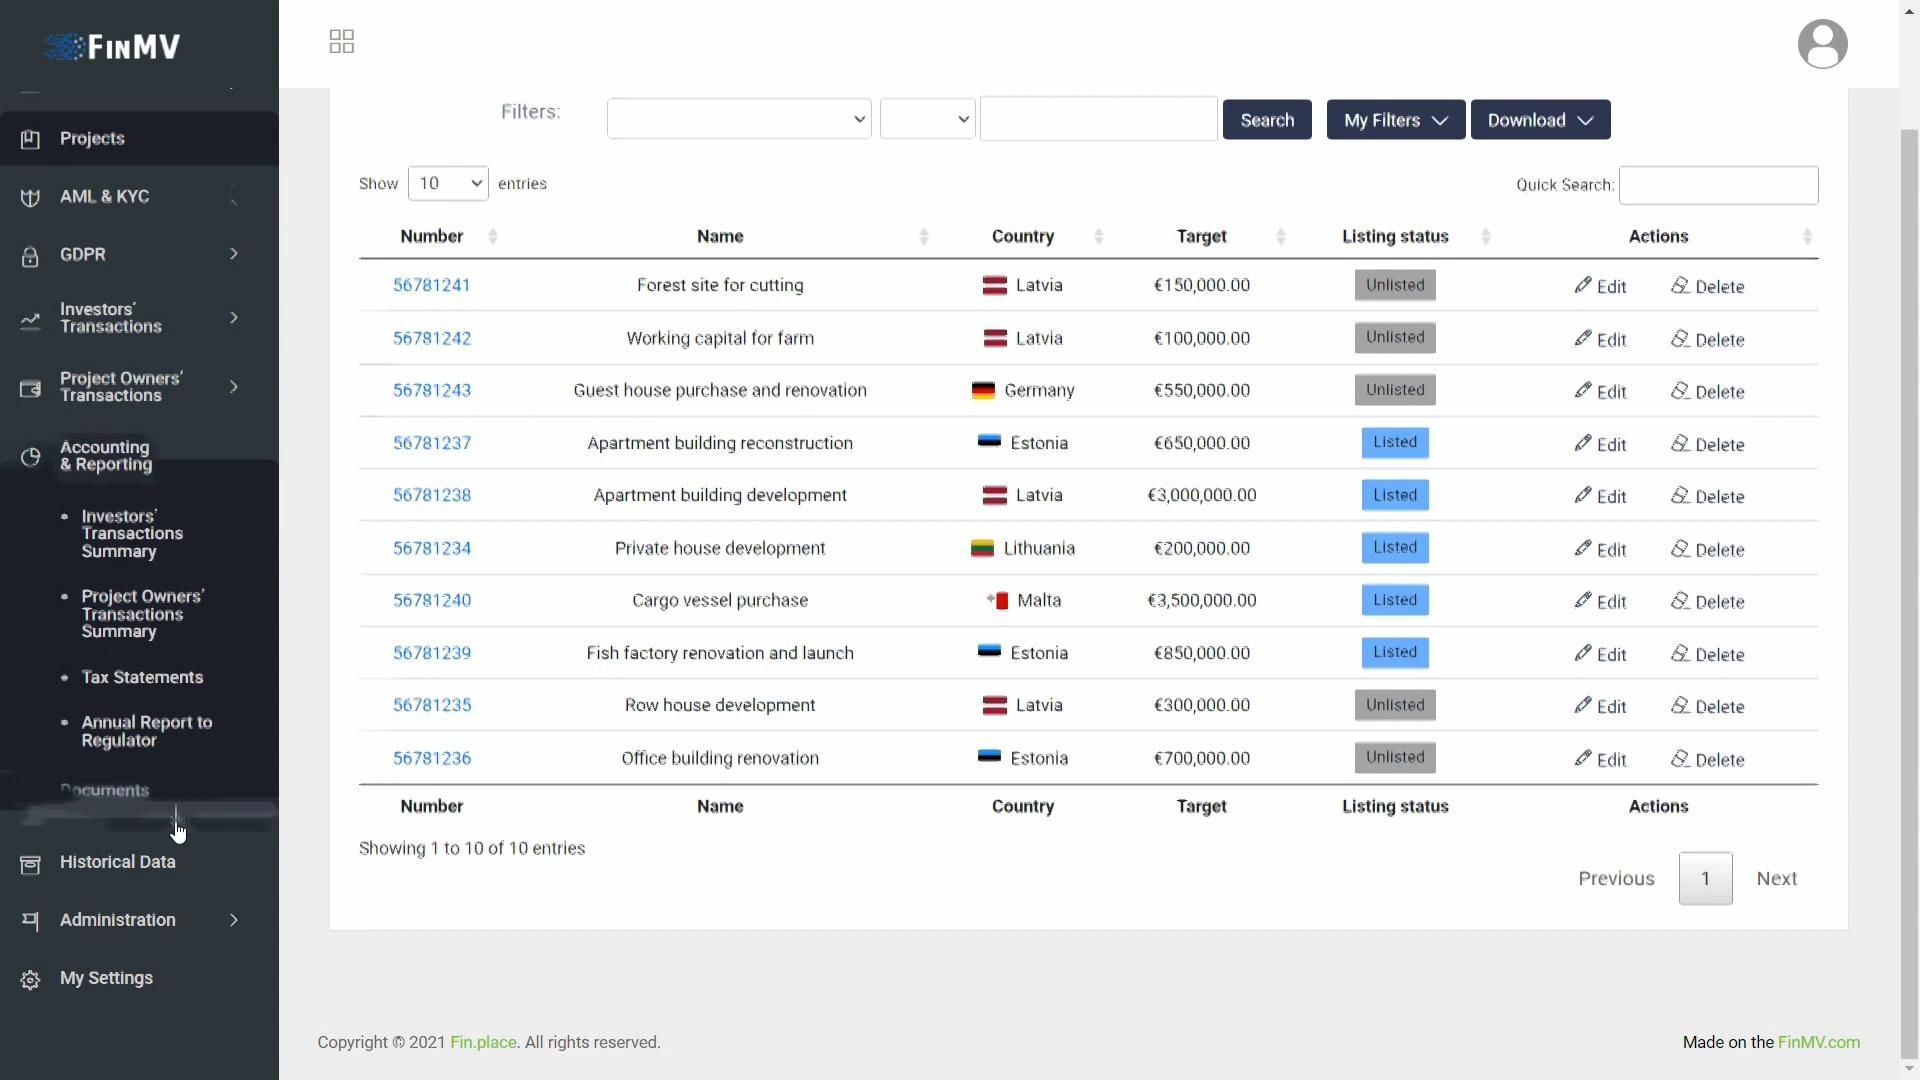 FINMV
Projects
AML & KYC
GDPR
Investors'
Transactions
Project Owners'
Transactions
Accounting
& Reporting
Investors'
Transactions
Summary
Project Owners'
Transactions
Summary
Tax Statements
Annual Report to
Regulator
Documents
Historical Data
Administration
My Settings
Filters: Search My Filters Download
Show 10 entries Quick Search:
Number Name Country Target Listing status Actions
56781241 Forest site for cutting Latvia €150,000.00 Unlisted Edit Delete
56781242 Working capital for farm Latvia €100,000.00 Unlisted Edit Delete
56781243 Guest house purchase and renovation Germany €550,000.00 Unlisted Edit Delete
56781237 Apartment building reconstruction Estonia €650,000.00 Listed Edit Delete
56781238 Apartment building development Latvia €3,000,000.00 Listed Edit Delete
56781234 Private house development Lithuania €200,000.00 Listed Edit Delete
56781240 Cargo vessel purchase Malta €3,500,000.00 Listed Edit Delete
56781239 Fish factory renovation and launch Estonia €850,000.00 Listed Edit Delete
56781235 Row house development Latvia €300,000.00 Unlisted Edit Delete
56781236 Office building renovation Estonia €700,000.00 Unlisted Edit Delete
Number Name Country Target Listing status Actions
Showing 1 to 10 of 10 entries
Previous 1 Next
Copyright © 2021 Fin.place. All rights reserved. Made on the FinMV.com